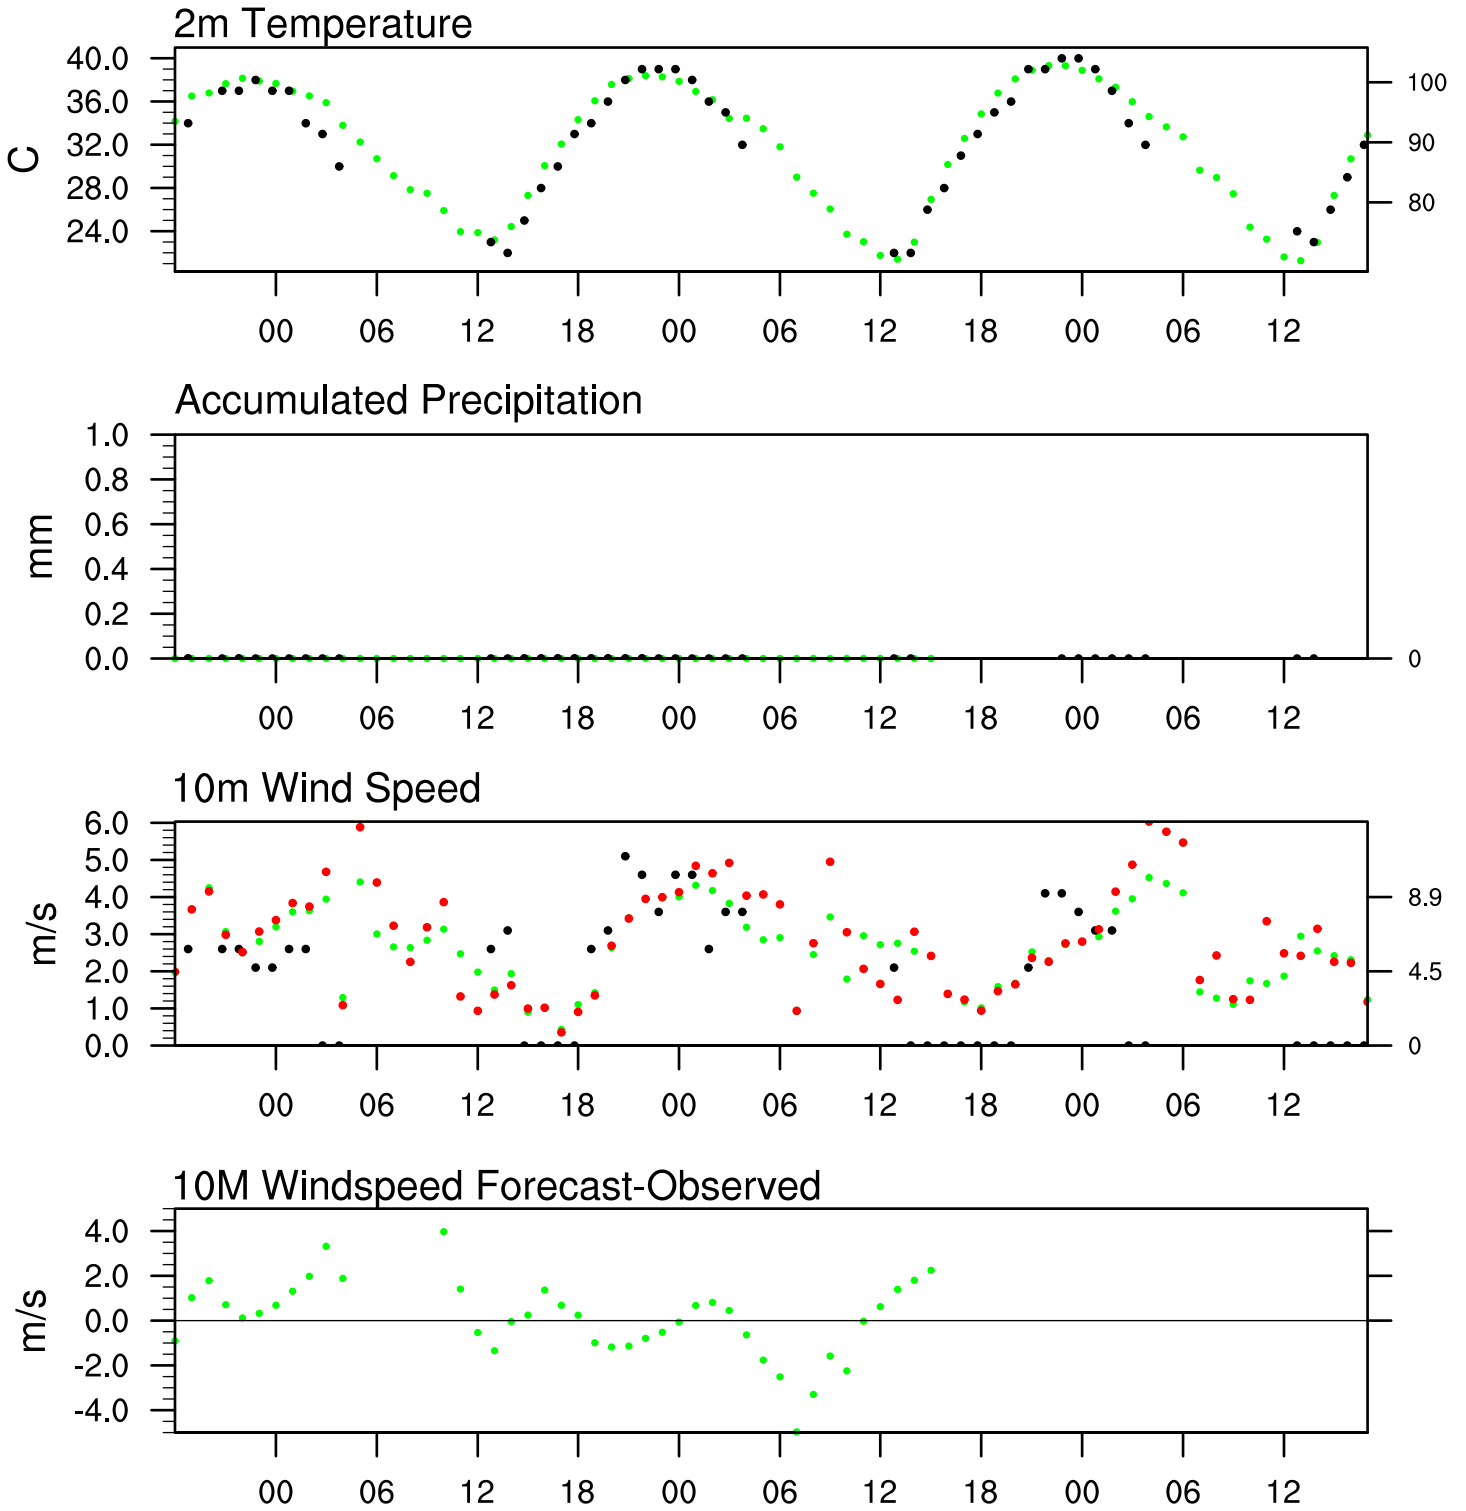 2m Temperature
40.0
36.0
32.0
28.0
24.0
C
100
90
80
00 06 12 18 00 06 12 18 00 06 12
Accumulated Precipitation
1.0
0.8
0.6
0.4
0.2
0.0
mm
0
00 06 12 18 00 06 12 18 00 06 12
10m Wind Speed
6.0
5.0
4.0
3.0
2.0
1.0
0.0
m/s
8.9
4.5
0
00 06 12 18 00 06 12 18 00 06 12
10M Windspeed Forecast-Observed
4.0
2.0
0.0
-2.0
-4.0
m/s
00 06 12 18 00 06 12 18 00 06 12